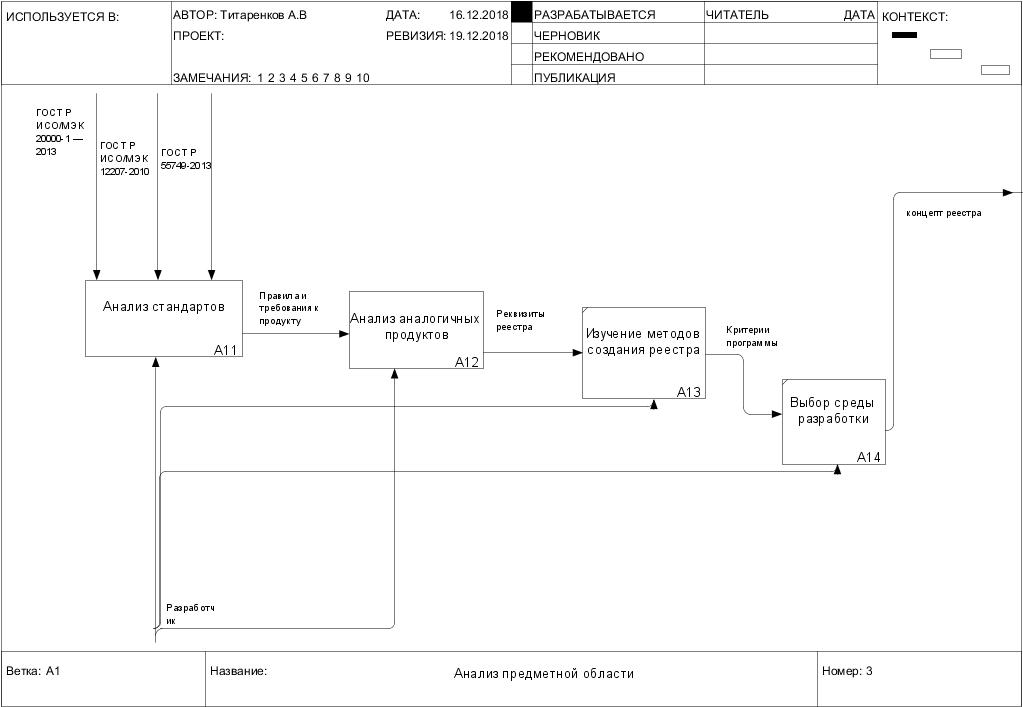 ИСПОЛЬЗУЕТСЯ В:
АВТОР: Титаренков А.В
ДАТА: 16.12.2018
РАЗРАБАТЫВАЕТСЯ
ЧИТАТЕЛЬ
ДАТА
КОНТЕКСТ:
ПРОЕКТ:
РЕВИЗИЯ: 19.12.2018
ЧЕРНОВИК
РЕКОМЕНДОВАНО
ЗАМЕЧАНИЯ: 1 2 3 4 5 6 7 8 9 10
ПУБЛИКАЦИЯ
ГОСТ Р
ИСО/МЭК
20000-1 —
2013
ГОСТ Р
ИСО/МЭК
12207-2010
ГОСТ Р
55749-2013
концепт реестра
Анализ стандартов
A11
Правила и
требования к
продукту
Анализ аналогичных
продуктов
A12
Реквизиты
реестра
Изучение методов
создания реестра
A13
Критерии
программы
Выбор среды
разработки
A14
Разработч
ик
Ветка: A1
Название:
Анализ предметной области
Номер: 3